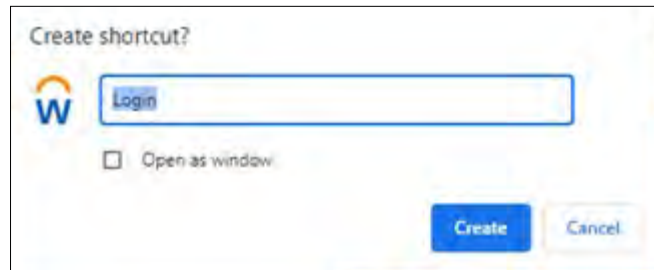 Create shortcut?
W
Login
Open as window
Create Cancel